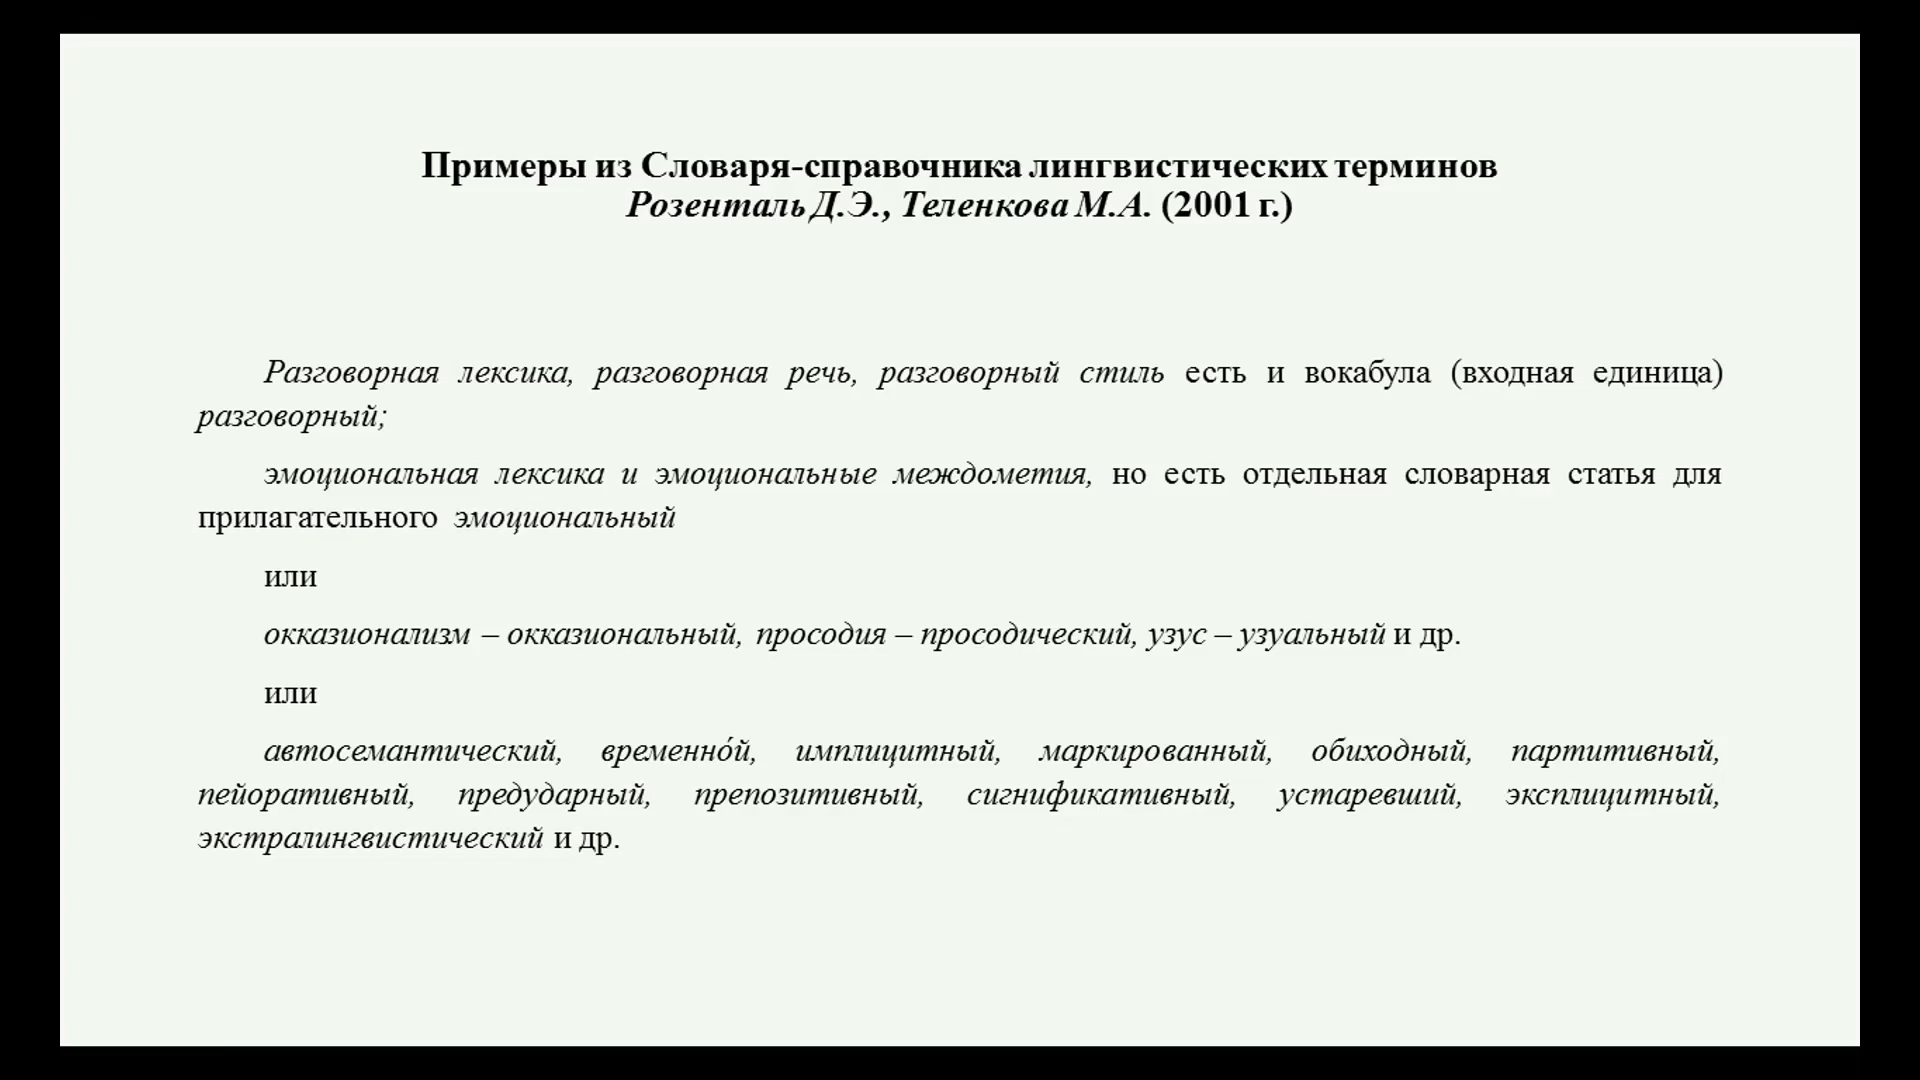 Примеры из Словаря-справочника лингвистических терминов
Розенталь Д.Э., Теленкова М.А. (2001 г.)
Разговорная лексика, разговорная речь, разговорный стиль есть и вокабула (входная единица)
разговорный;
эмоциональная лексика и эмоциональные междометия, но есть отдельная словарная статья для
прилагательного эмоциональный
или
окказионализм – окказиональный, просодия – просодический, узус – узуальный и др.
или
автосемантический, временно́й, имплицитный, маркированный, обиходный, партитивный,
пейоративный, предударный, препозитивный, сигнификативный, устаревший, эксплицитный,
экстралингвистический и др.